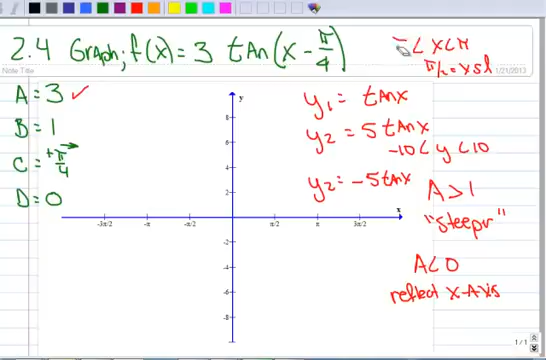 2.4 Graph; f(x) = 3 tAn(x - π/4)
- < x < π
π/2 = xsl
Note Title
1/21/2013
A = 3 ✓
B = 1
C = +π/4 →
D = 0
y1 = tAnx
y2 = 5 tAnx
-10 < y < 10
y2 = -5 tAnx
A > 1
"steepr"
A < 0
reflect x-Axis
y
8
6
4
2
-3π/2 -π -π/2 π/2 π 3π/2 x
-2
-4
-6
-8
1/1